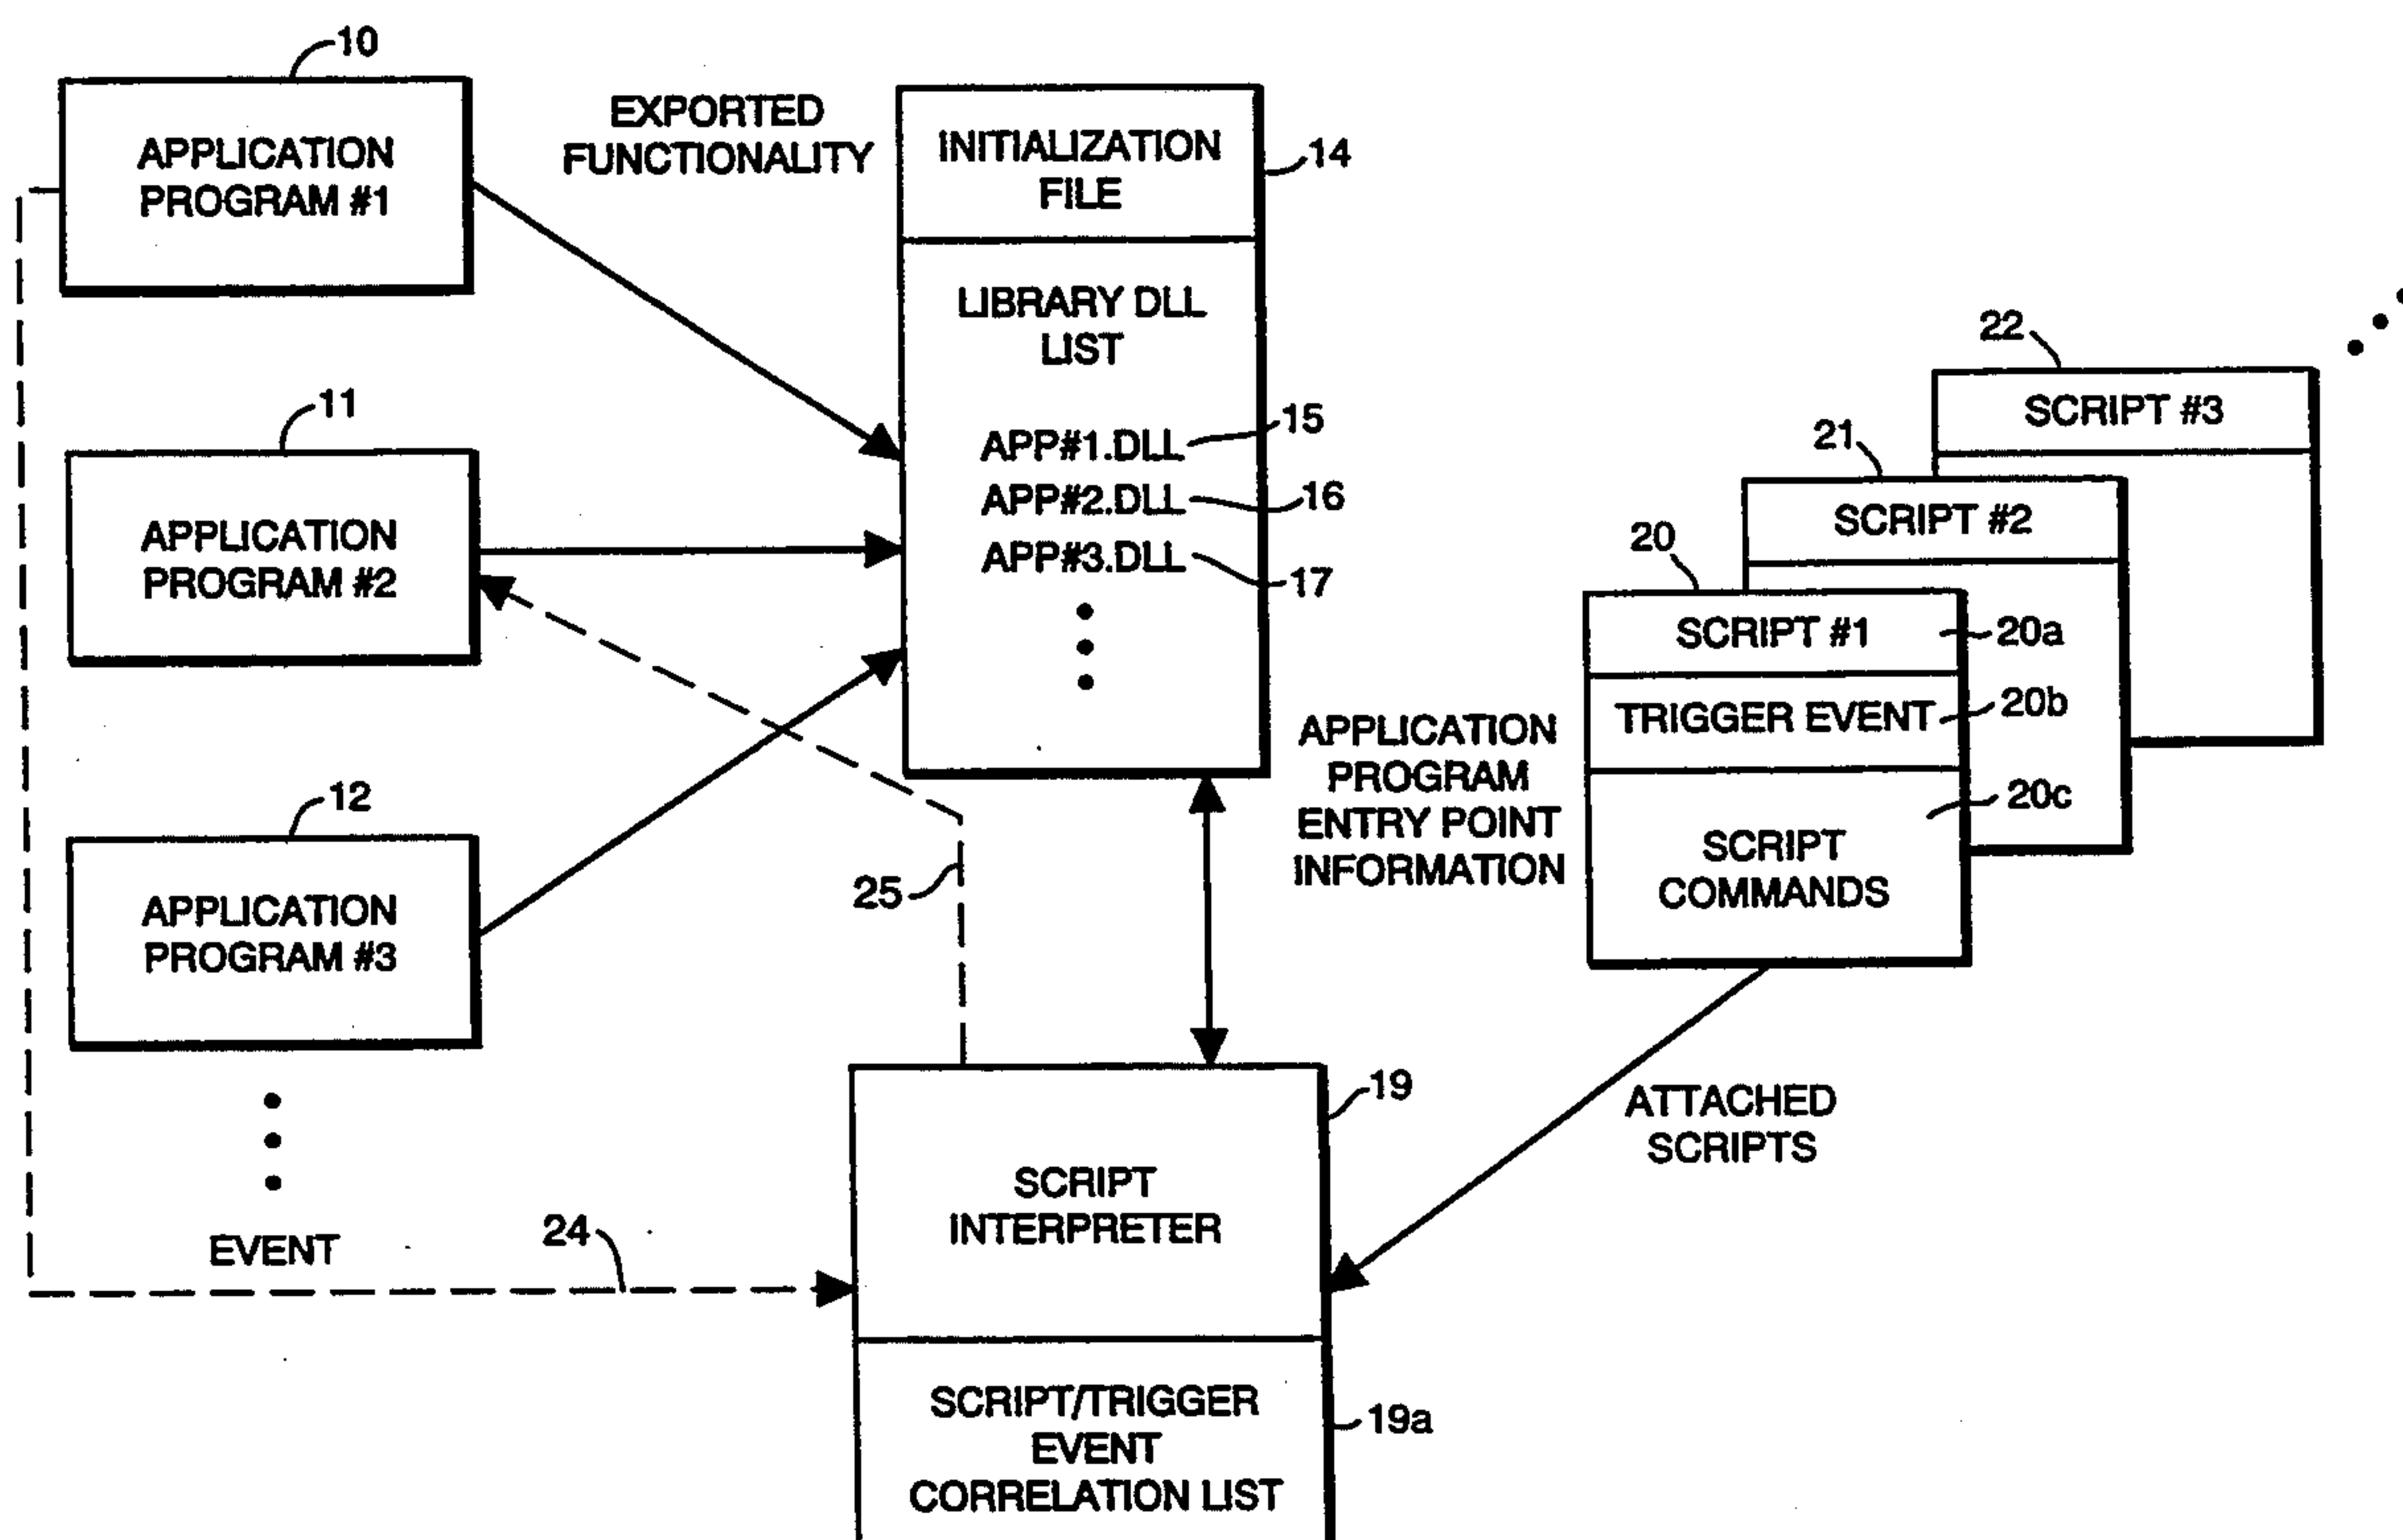 10
APPLICATION
PROGRAM #1
EXPORTED
FUNCTIONALITY
INITIALIZATION
FILE
14
LIBRARY DLL
LIST
APP#1.DLL
15
APP#2.DLL
16
APP#3.DLL
17
11
APPLICATION
PROGRAM #2
12
APPLICATION
PROGRAM #3
22
SCRIPT #3
21
SCRIPT #2
20
SCRIPT #1
20a
TRIGGER EVENT
20b
SCRIPT
COMMANDS
20c
APPLICATION
PROGRAM
ENTRY POINT
INFORMATION
25
ATTACHED
SCRIPTS
EVENT
24
19
SCRIPT
INTERPRETER
SCRIPT/TRIGGER
EVENT
CORRELATION LIST
19a